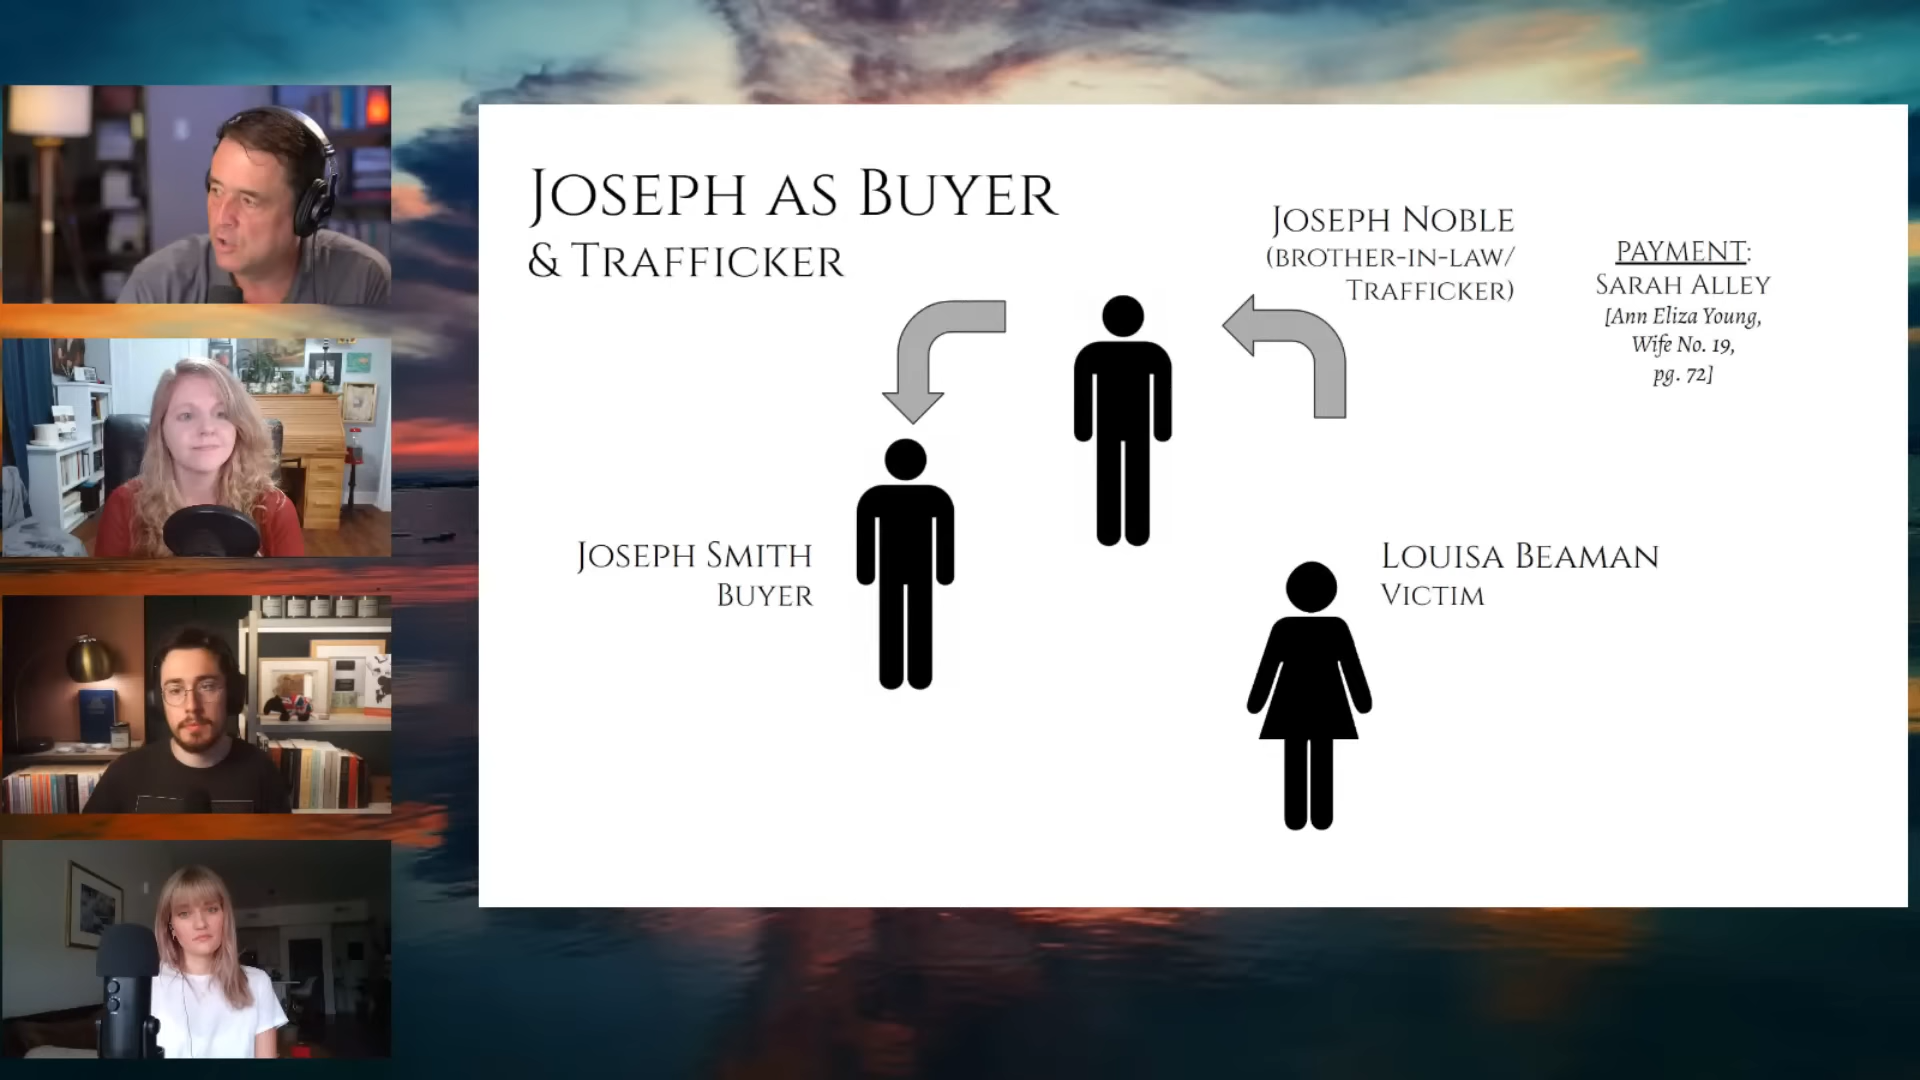 Joseph as Buyer
& Trafficker
Joseph Noble
(brother-in-law/
Trafficker)
Payment:
Sarah Alley
[Ann Eliza Young,
Wife No. 19,
pg. 72]
Joseph Smith
Buyer
Louisa Beaman
Victim